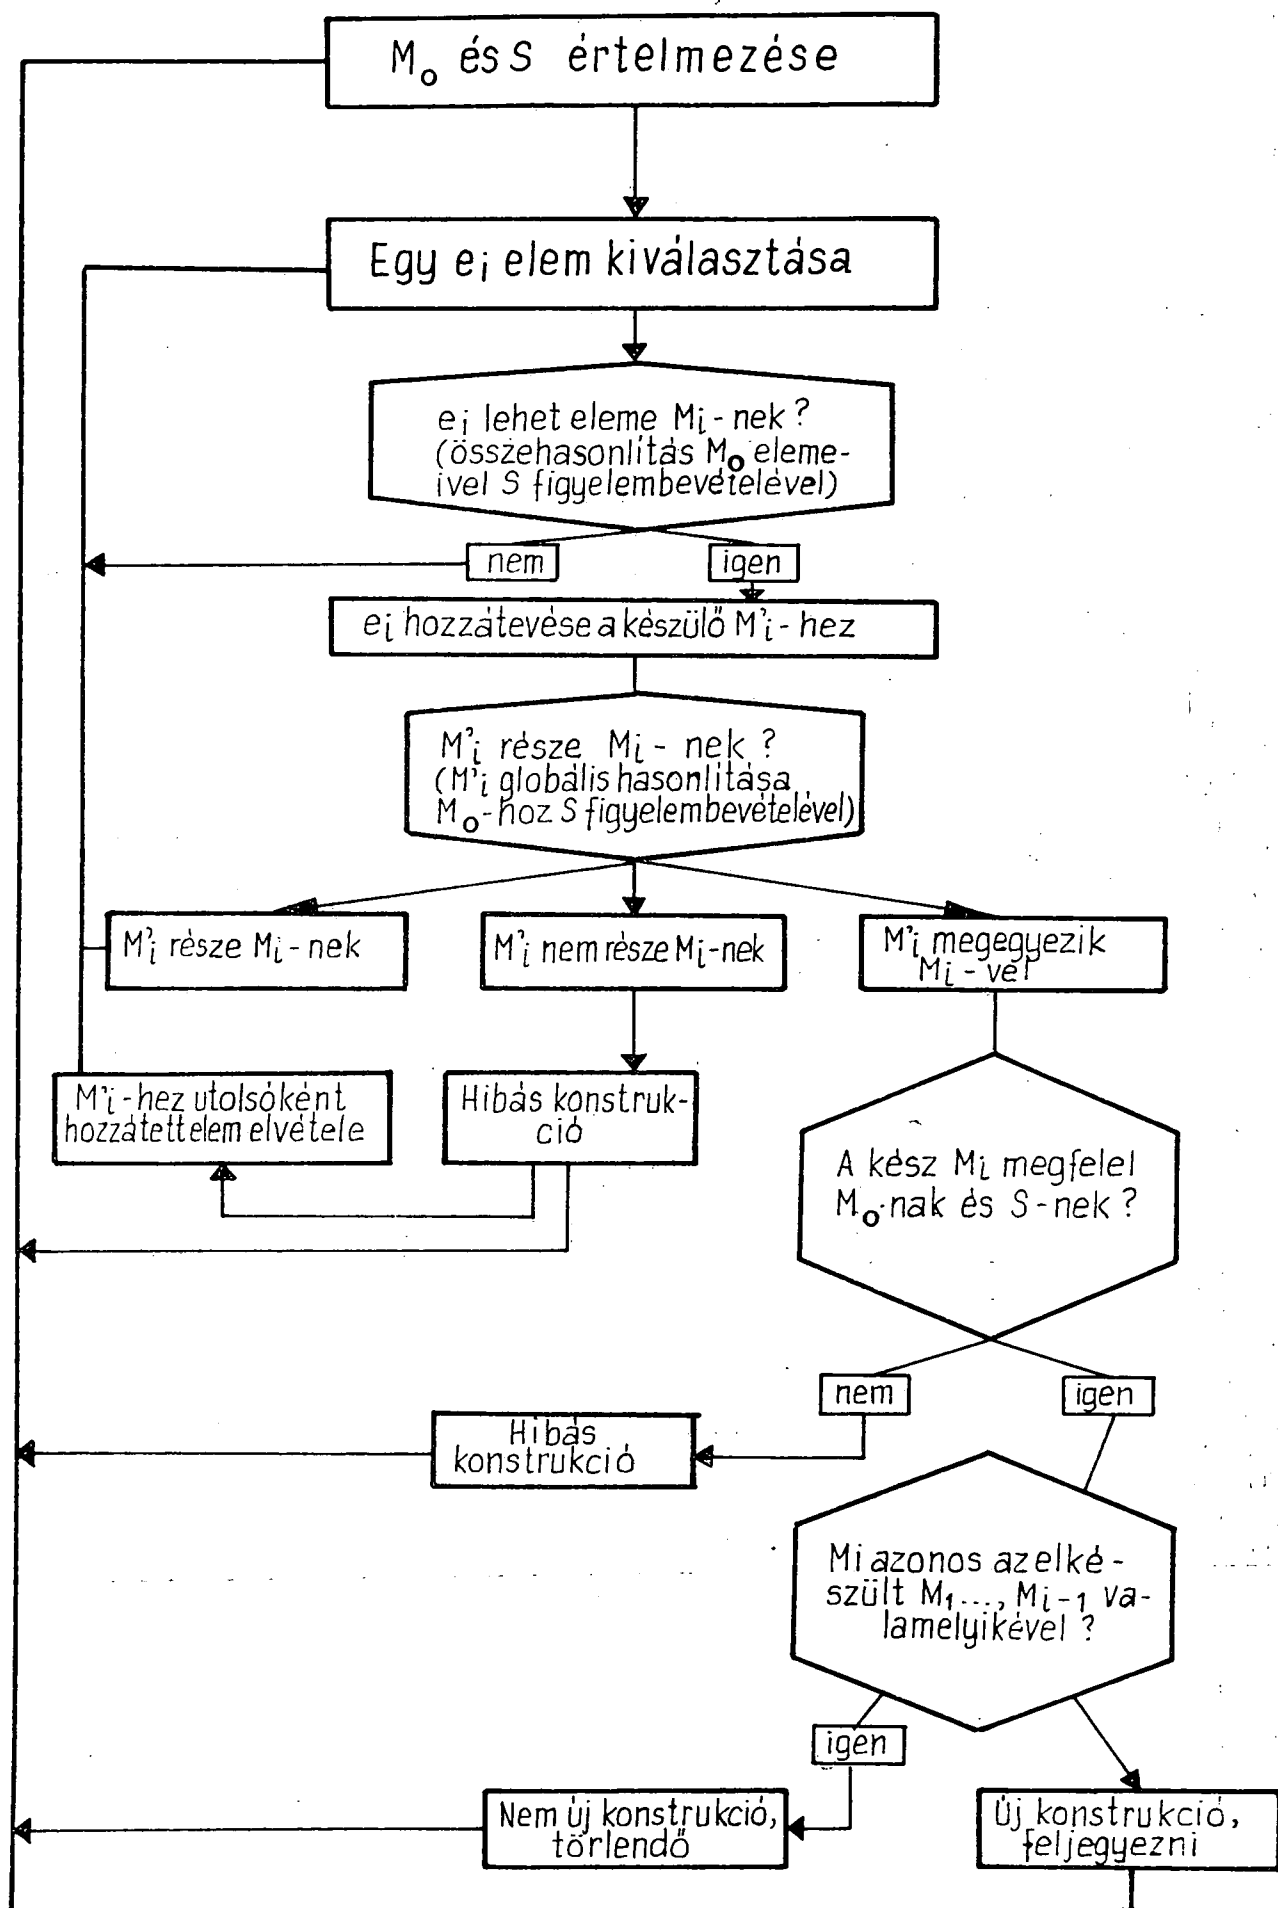 M₀ és S értelmezése
Egy eᵢ elem kiválasztása
eᵢ lehet eleme Mᵢ-nek?
(összehasonlítás M₀ eleme-
ivel S figyelembevételével)
nem
igen
eᵢ hozzátevése a készülő M'ᵢ-hez
M'ᵢ része Mᵢ-nek?
(M'ᵢ globális hasonlítása
M₀-hoz S figyelembevételével)
M'ᵢ része Mᵢ-nek
M'ᵢ nem része Mᵢ-nek
M'ᵢ megegyezik
Mᵢ-vel
M'ᵢ-hez utolsóként
hozzátett elem elvétele
Hibás konstruk-
ció
A kész Mᵢ megfelel
M₀-nak és S-nek?
nem
igen
Hibás
konstrukció
Mᵢ azonos az elké-
szült M₁..., Mᵢ₋₁ va-
lamelyikével?
igen
Nem új konstrukció,
törlendő
Új konstrukció,
feljegyezni